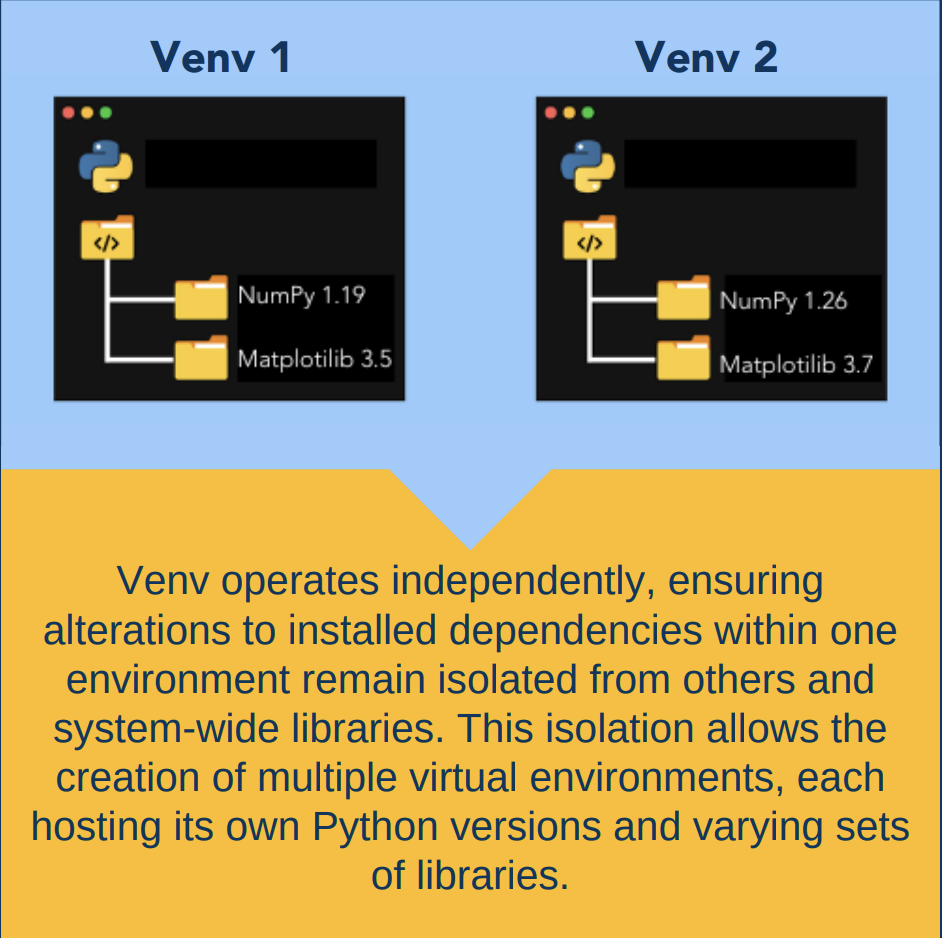 Venv 1
Venv 2
</>
NumPy 1.19
Matplotilib 3.5
</>
NumPy 1.26
Matplotilib 3.7
Venv operates independently, ensuring
alterations to installed dependencies within one
environment remain isolated from others and
system-wide libraries. This isolation allows the
creation of multiple virtual environments, each
hosting its own Python versions and varying sets
of libraries.